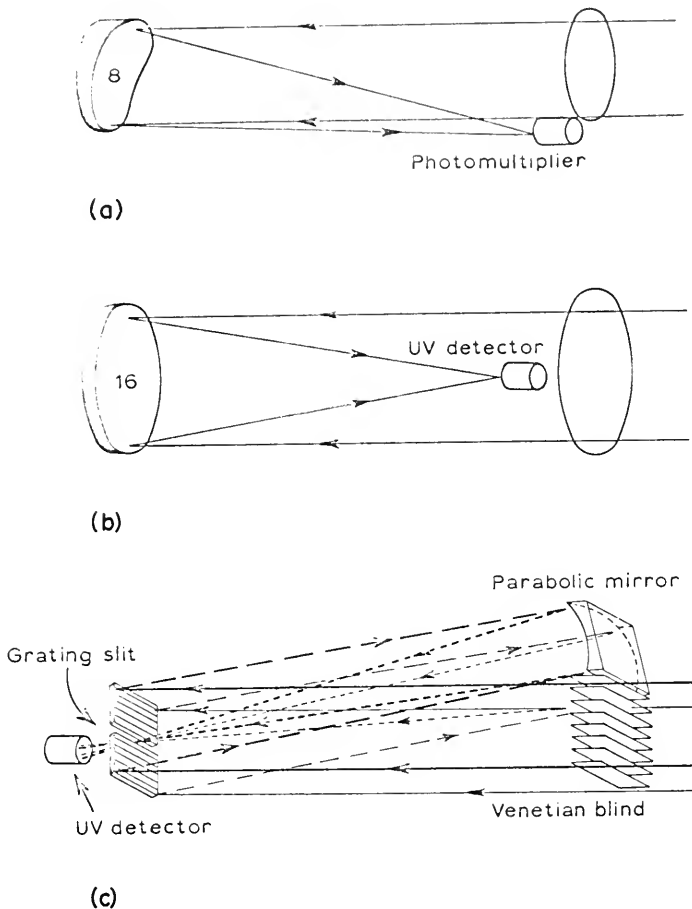 8
Photomultiplier
(a)
UV detector
16
(b)
Parabolic mirror
Grating slit
UV detector
Venetian blind
(c)